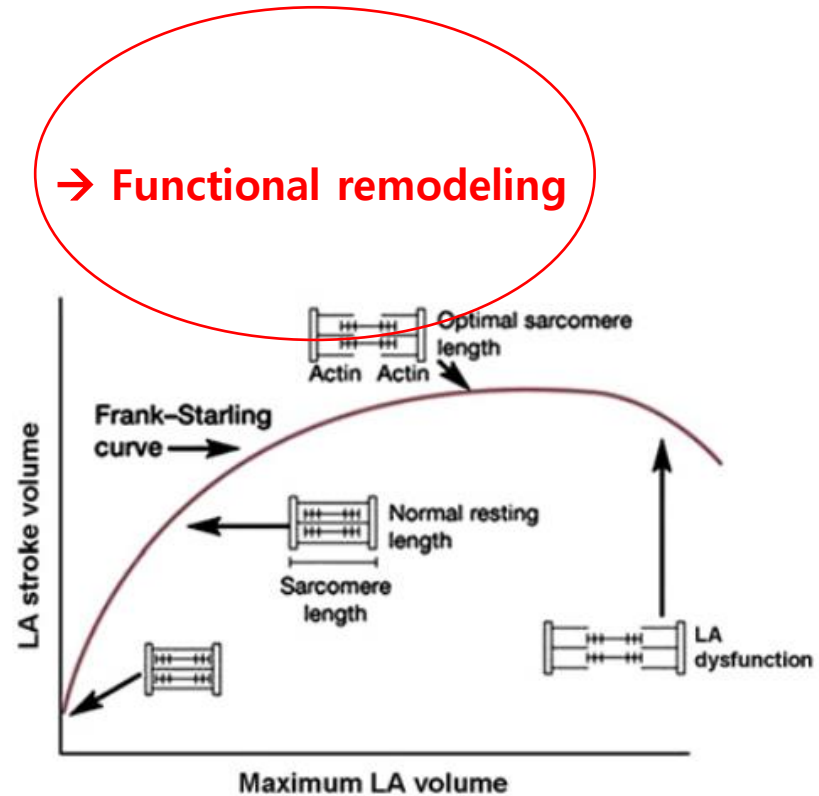 → Functional remodeling
Optimal sarcomere
length
Actin Actin
Frank–Starling
curve
Normal resting
length
Sarcomere
length
LA
dysfunction
LA stroke volume
Maximum LA volume